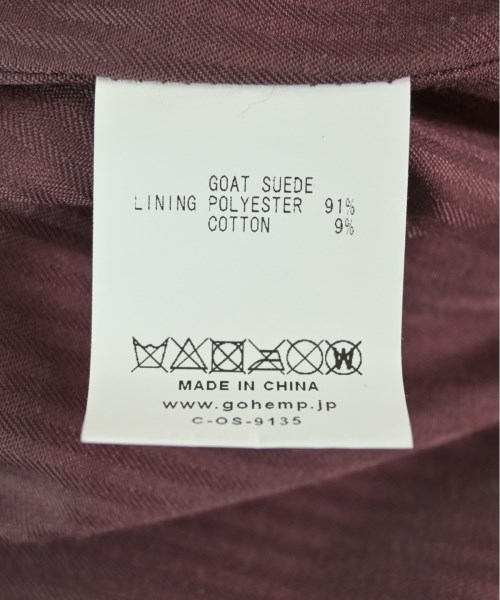 GOAT SUEDE
LINING POLYESTER 91%
COTTON 9%
W
MADE IN CHINA
www.gohemp.jp
C-OS-9135